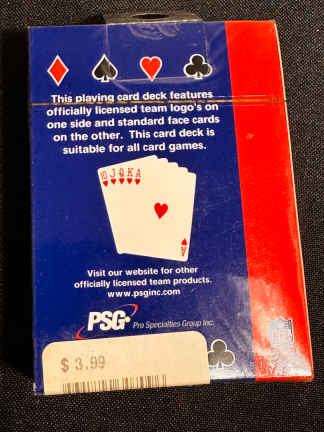 This playing card deck features
officially licensed team logo's on
one side and standard face cards
on the other. This card deck is
suitable for all card games.
10 J Q K A
A
Visit our website for other
officially licensed team products.
www.psginc.com
PSG Pro Specialties Group Inc.
NFL
$ 3.99